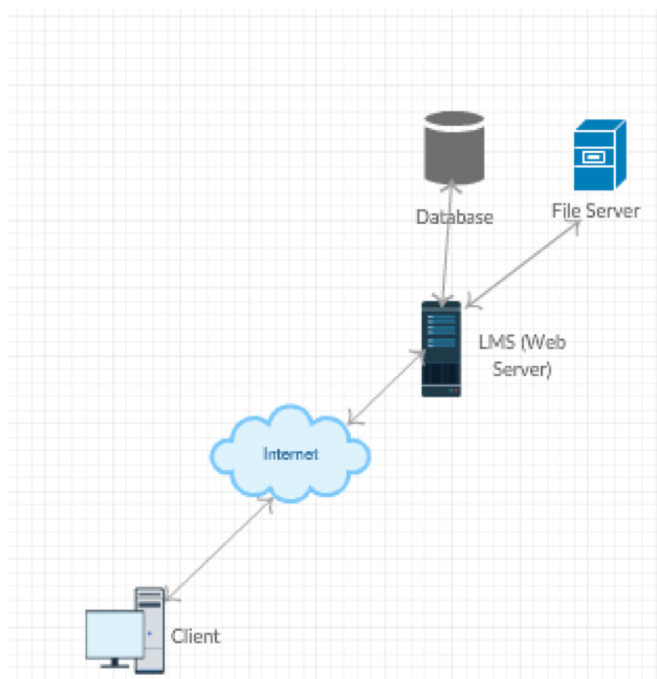 Database
File Server
LMS (Web
Server)
Internet
Client